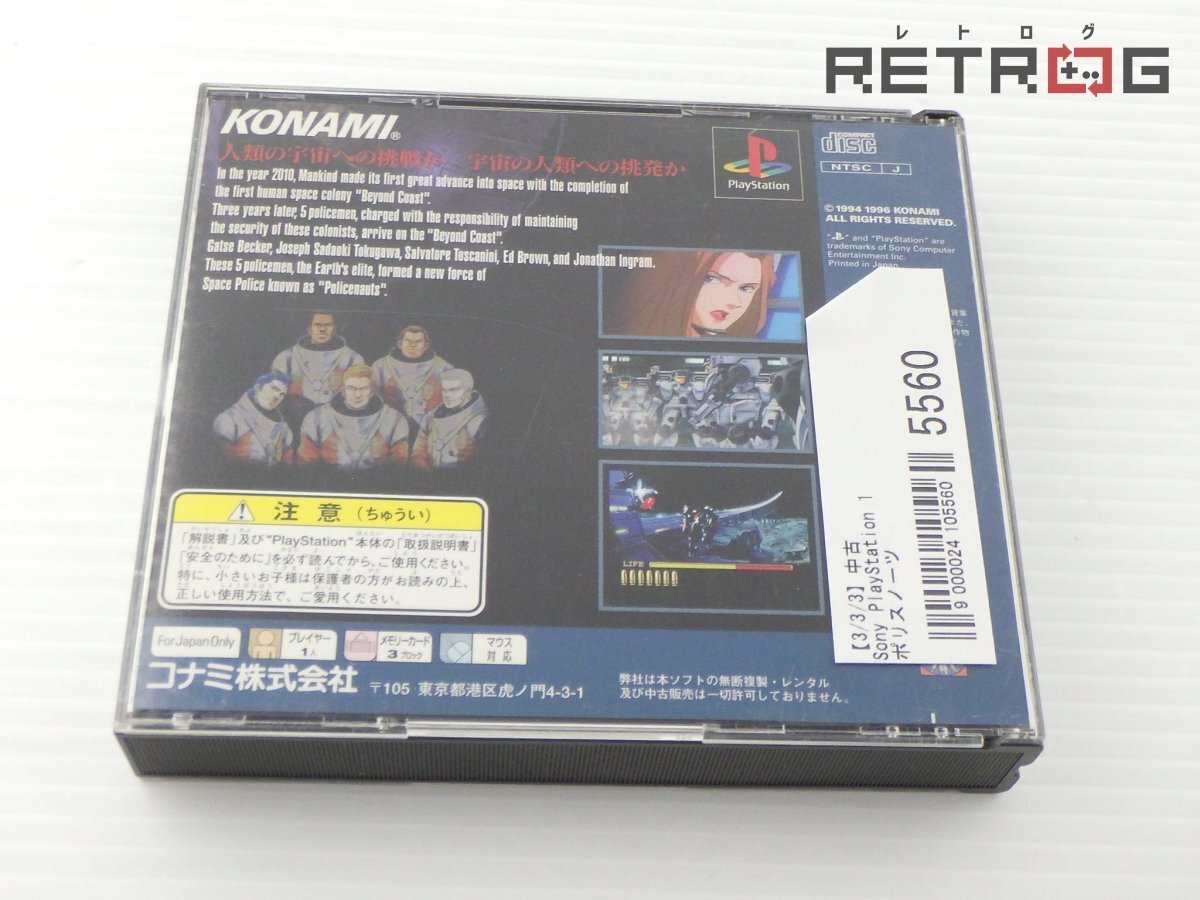 レトログ
RETROG
KONAMI®
人類の宇宙への挑戦か 宇宙の人類への挑発か
In the year 2010, Mankind made its first great advance into space with the completion of
the first human space colony "Beyond Coast".
Three years later, 5 policemen, charged with the responsibility of maintaining
the security of these colonists, arrive on the "Beyond Coast".
Gatse Becker, Joseph Sadaoki Tokugawa, Salvatore Toscanini, Ed Brown, and Jonathan Ingram.
These 5 policemen, the Earth's elite, formed a new force of
Space Police known as "Policenauts".
PlayStation
COMPACT
disc
NTSC J
© 1994 1996 KONAMI
ALL RIGHTS RESERVED.
" " and "PlayStation" are
trademarks of Sony Computer
Entertainment Inc.
Printed in Japan
LIFE
注意(ちゅうい)
「解説書」及び"PlayStation"本体の「取扱説明書」
「安全のために」を必ず読んでから、ご使用ください。
特に、小さいお子様は保護者の方がお読みの上、
正しい使用方法で、ご愛用ください。
For Japan Only
プレイヤー
1人
メモリーカード
3ブロック
マウス
対応
コナミ株式会社
〒105 東京都港区虎ノ門4-3-1
弊社は本ソフトの無断複製・レンタル
及び中古販売は一切許可しておりません。
【3/3/3】中古
Sony PlayStation 1
ポリスノーツ
5560
9 000024 105560